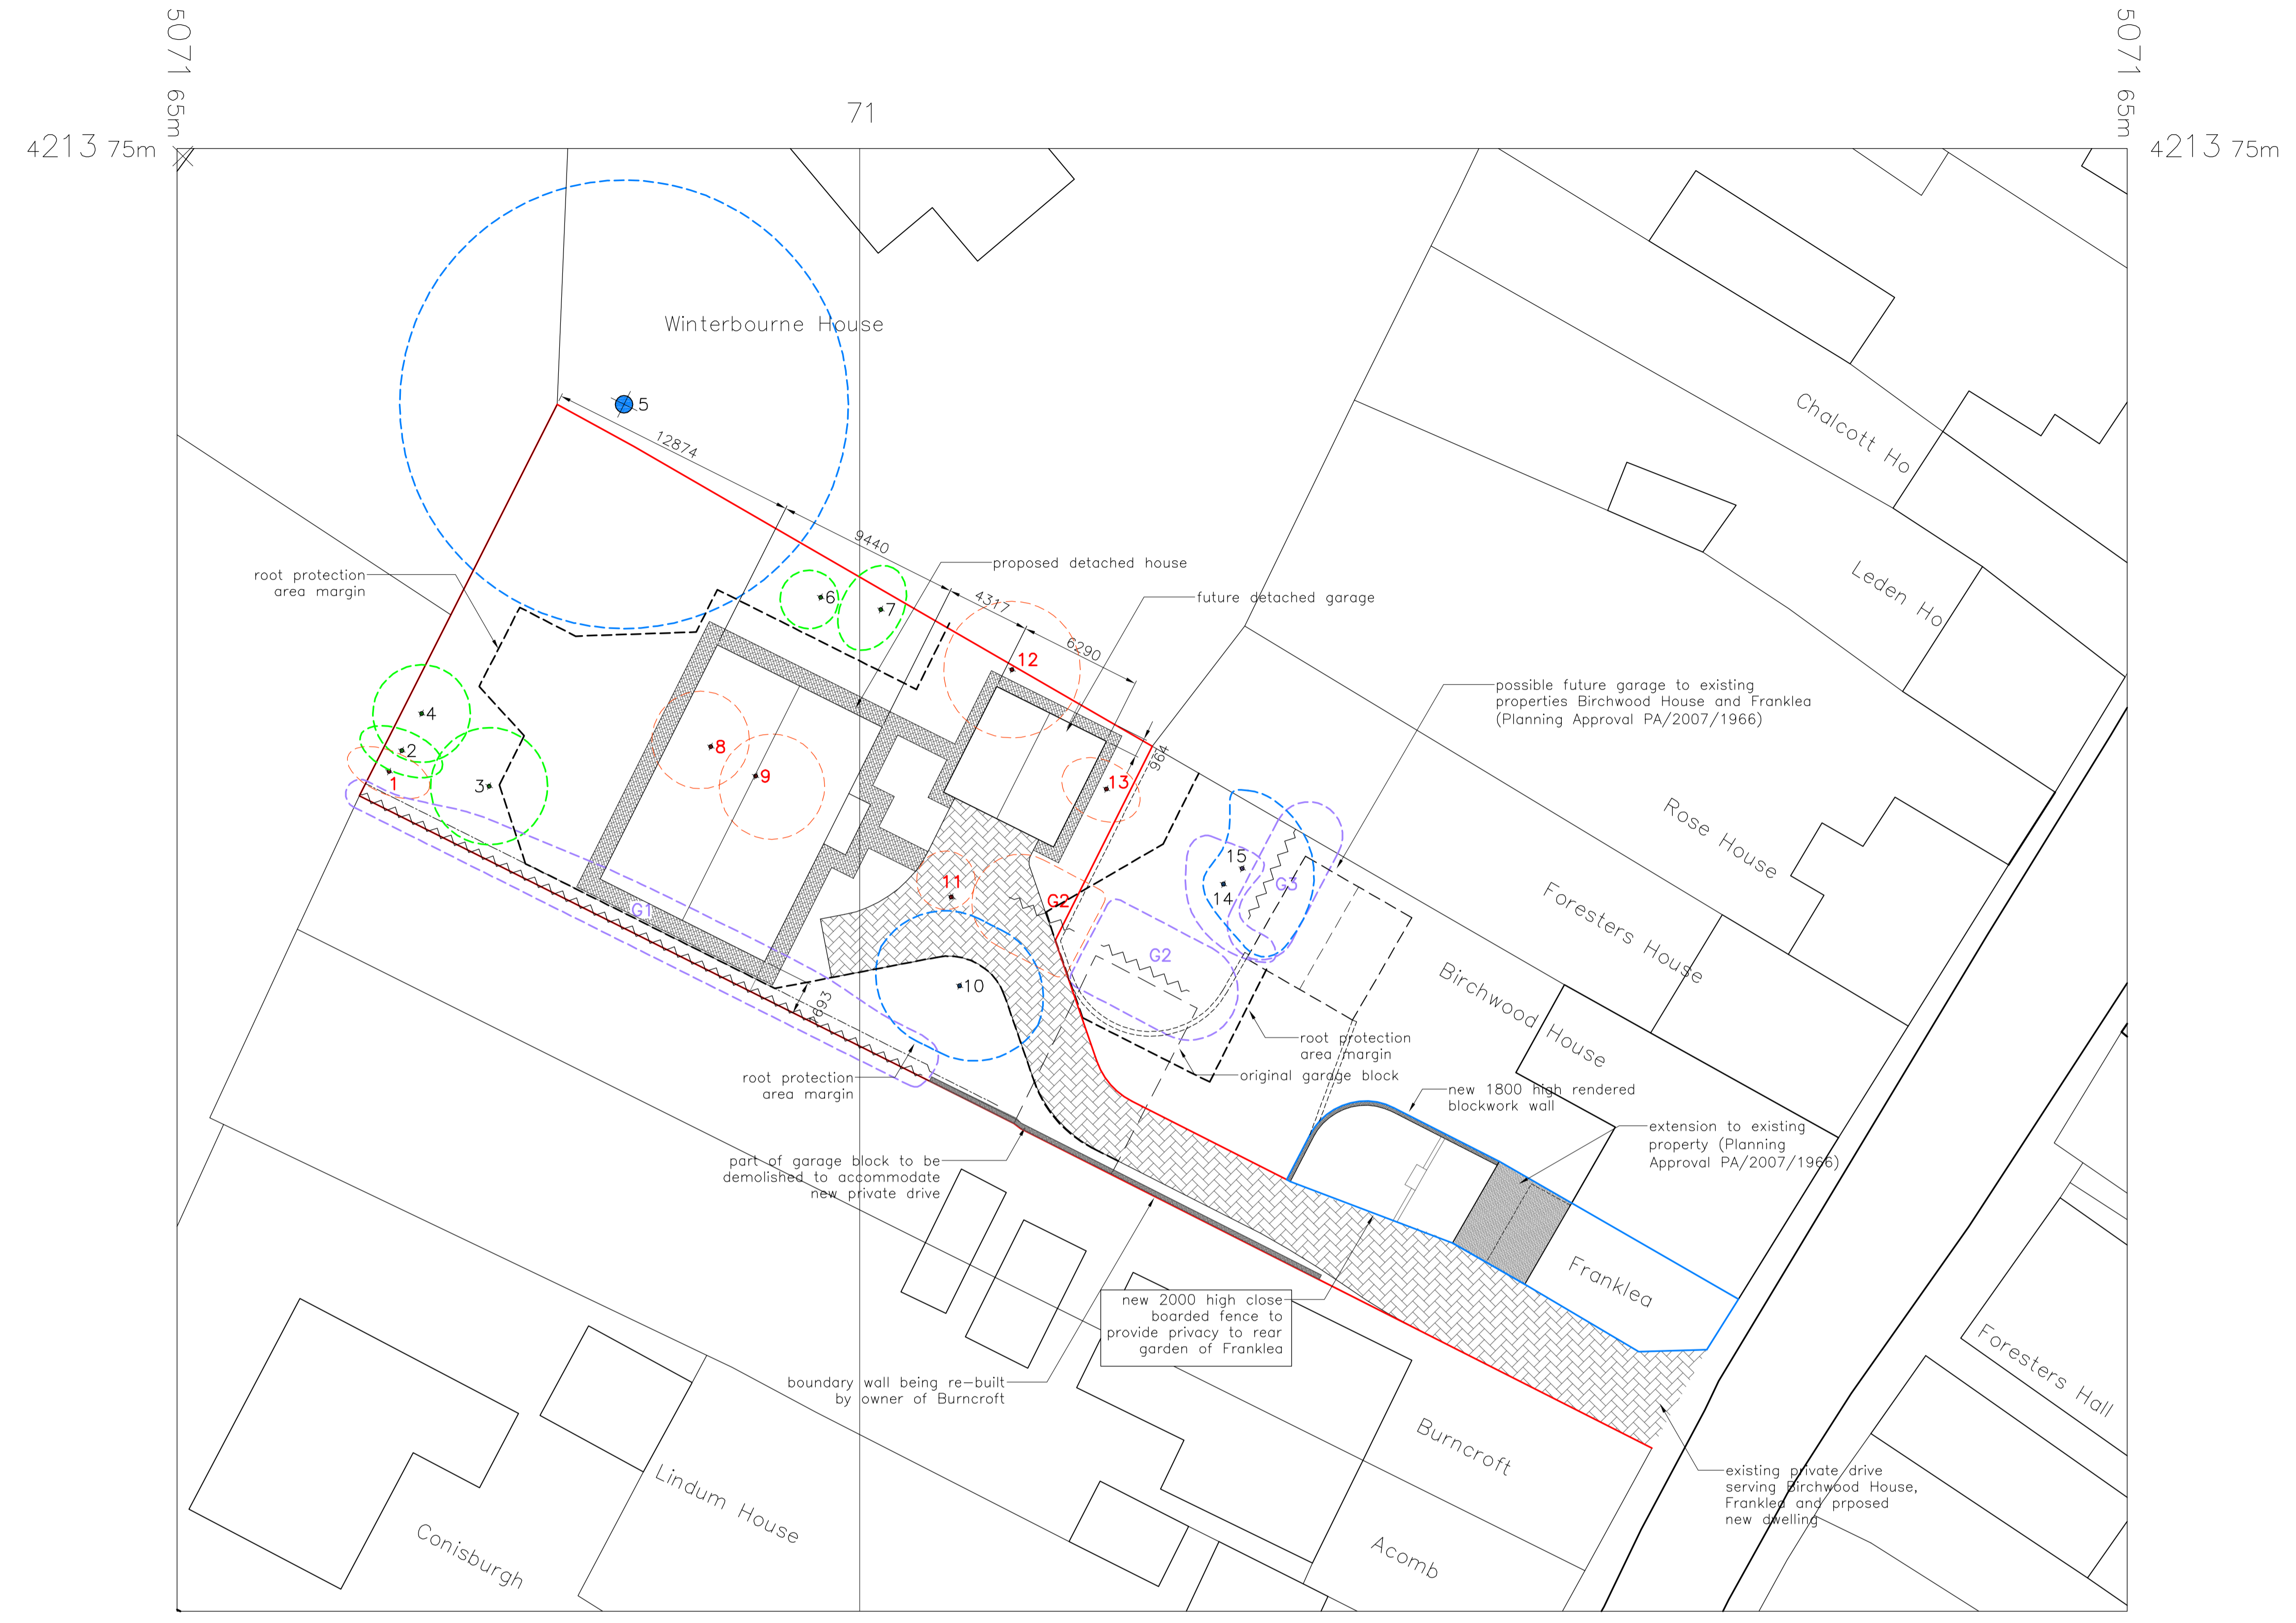 5071 65m
5071 65m
71
4213 75m
4213 75m
Winterbourne House
5
12874
9440
4317
6290
964
693
root protection
area margin
proposed detached house
future detached garage
possible future garage to existing
properties Birchwood House and Franklea
(Planning Approval PA/2007/1966)
6
7
12
4
2
1
3
8
9
13
15
14
G3
11
G2
G2
G1
10
Chalcott Ho
Leden Ho
Rose House
Foresters House
Birchwood House
root protection
area margin
original garage block
root protection
area margin
new 1800 high rendered
blockwork wall
extension to existing
property (Planning
Approval PA/2007/1966)
part of garage block to be
demolished to accommodate
new private drive
Franklea
new 2000 high close
boarded fence to
provide privacy to rear
garden of Franklea
boundary wall being re-built
by owner of Burncroft
Foresters Hall
Burncroft
existing private drive
serving Birchwood House,
Franklea and prposed
new dwelling
Lindum House
Conisburgh
Acomb